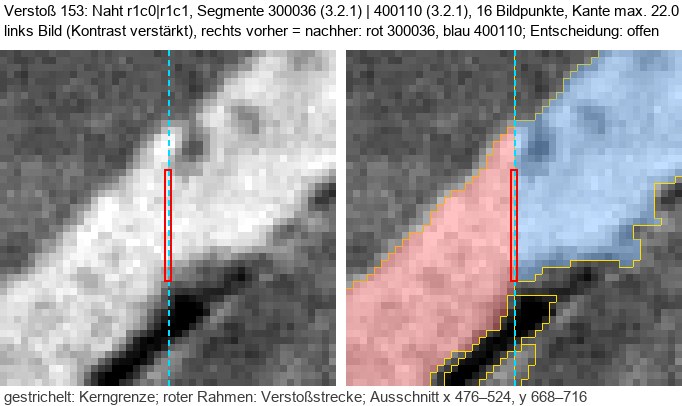 Verstoß 153: Naht r1c0|r1c1, Segmente 300036 (3.2.1) | 400110 (3.2.1), 16 Bildpunkte, Kante max. 22.0
links Bild (Kontrast verstärkt), rechts vorher = nachher: rot 300036, blau 400110; Entscheidung: offen
gestrichelt: Kerngrenze; roter Rahmen: Verstoßstrecke; Ausschnitt x 476–524, y 668–716